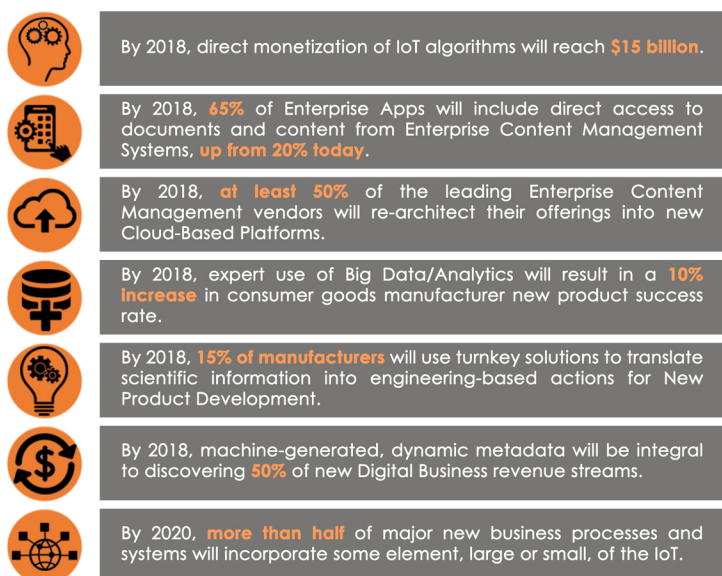 By 2018, direct monetization of IoT algorithms will reach $15 billion.
By 2018, 65% of Enterprise Apps will include direct access to
documents and content from Enterprise Content Management
Systems, up from 20% today.
By 2018, at least 50% of the leading Enterprise Content
Management vendors will re-architect their offerings into new
Cloud-Based Platforms.
By 2018, expert use of Big Data/Analytics will result in a 10%
increase in consumer goods manufacturer new product success
rate.
By 2018, 15% of manufacturers will use turnkey solutions to translate
scientific information into engineering-based actions for New
Product Development.
By 2018, machine-generated, dynamic metadata will be integral
to discovering 50% of new Digital Business revenue streams.
By 2020, more than half of major new business processes and
systems will incorporate some element, large or small, of the IoT.